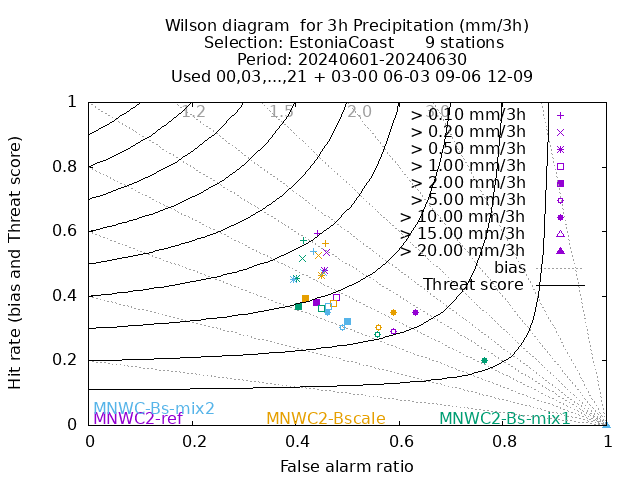 Wilson diagram  for 3h Precipitation (mm/3h)
Selection: EstoniaCoast      9 stations
Period: 20240601-20240630
Used 00,03,...,21 + 03-00 06-03 09-06 12-09
Hit rate (bias and Threat score)
1
0.8
0.6
0.4
0.2
0
1.2
1.5
2.0
3.0
> 0.10 mm/3h
> 0.20 mm/3h
> 0.50 mm/3h
> 1.00 mm/3h
> 2.00 mm/3h
> 5.00 mm/3h
> 10.00 mm/3h
> 15.00 mm/3h
> 20.00 mm/3h
bias
Threat score
MNWC-Bs-mix2
MNWC2-ref
MNWC2-Bscale
MNWC2-Bs-mix1
0
0.2
0.4
0.6
0.8
1
False alarm ratio